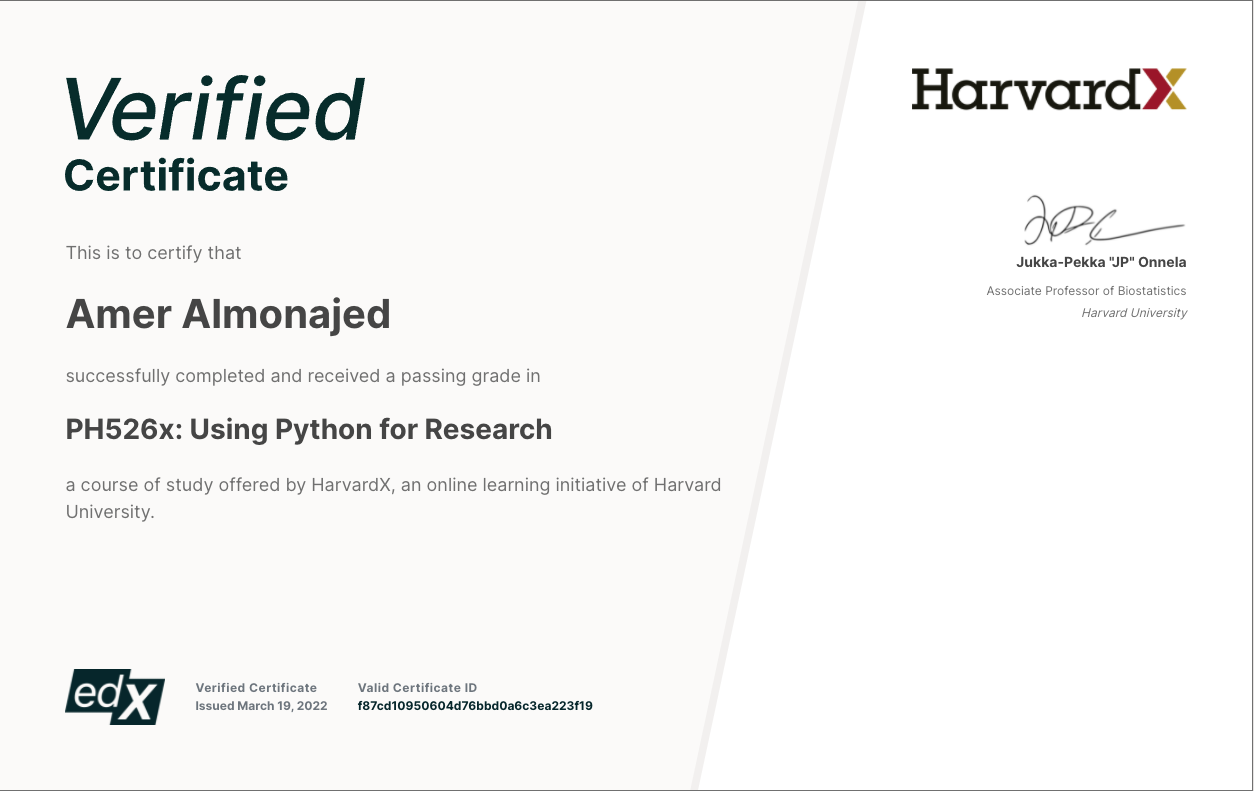 Verified
Certificate
This is to certify that
Amer Almonajed
successfully completed and received a passing grade in
PH526x: Using Python for Research
a course of study offered by HarvardX, an online learning initiative of Harvard
University.
edX
Verified Certificate
Issued March 19, 2022
Valid Certificate ID
f87cd10950604d76bbd0a6c3ea223f19
HarvardX
Jukka-Pekka "JP" Onnela
Associate Professor of Biostatistics
Harvard University